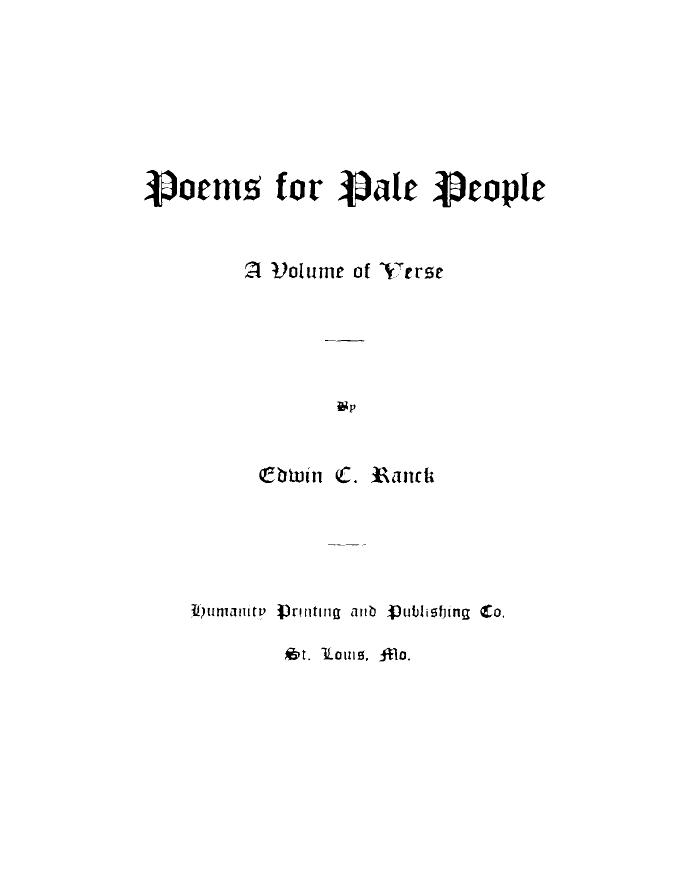 Poems for Pale People
A Volume of Verse
By
Edwin C. Ranck
Humanity Printing and Publishing Co.
St. Louis, Mo.